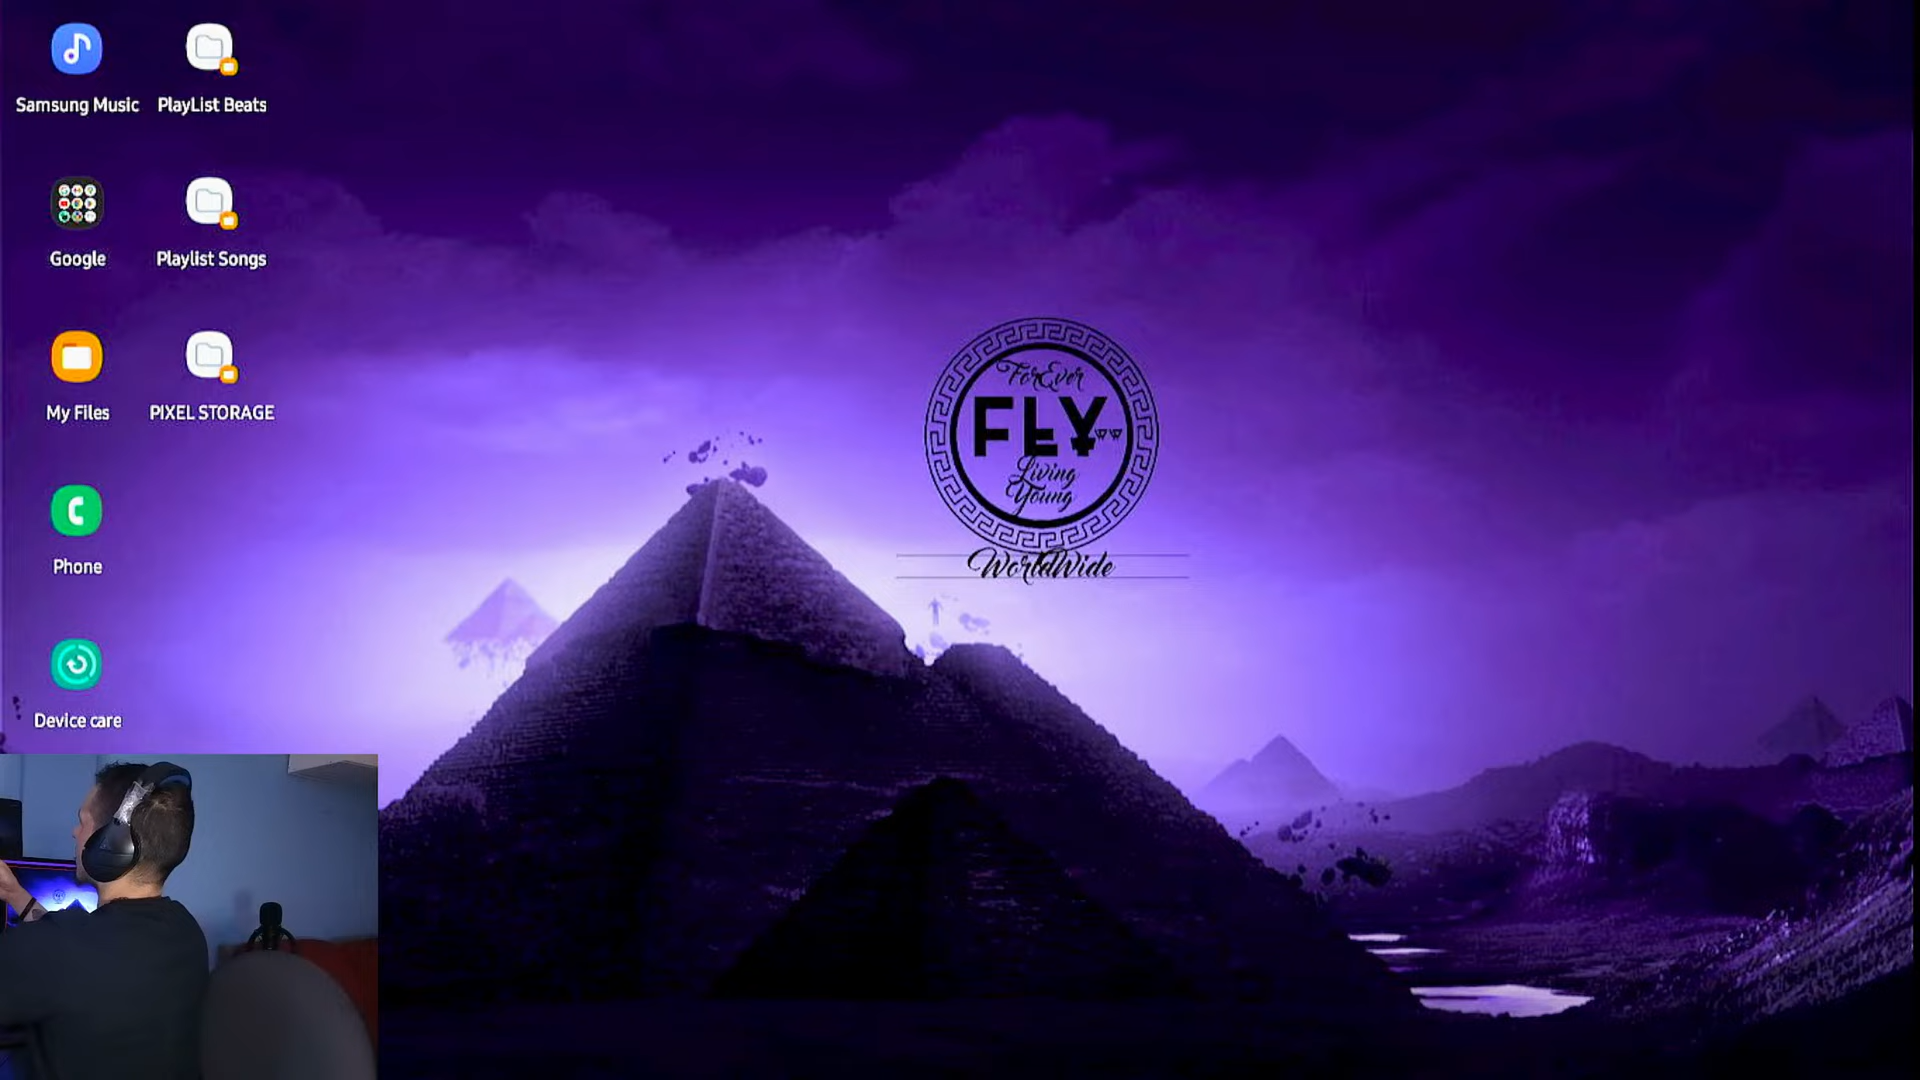 Samsung Music
PlayList Beats
Google
Playlist Songs
My Files
PIXEL STORAGE
Phone
Device care
ForEver
FLY
WW
Living
Young
WorldWide